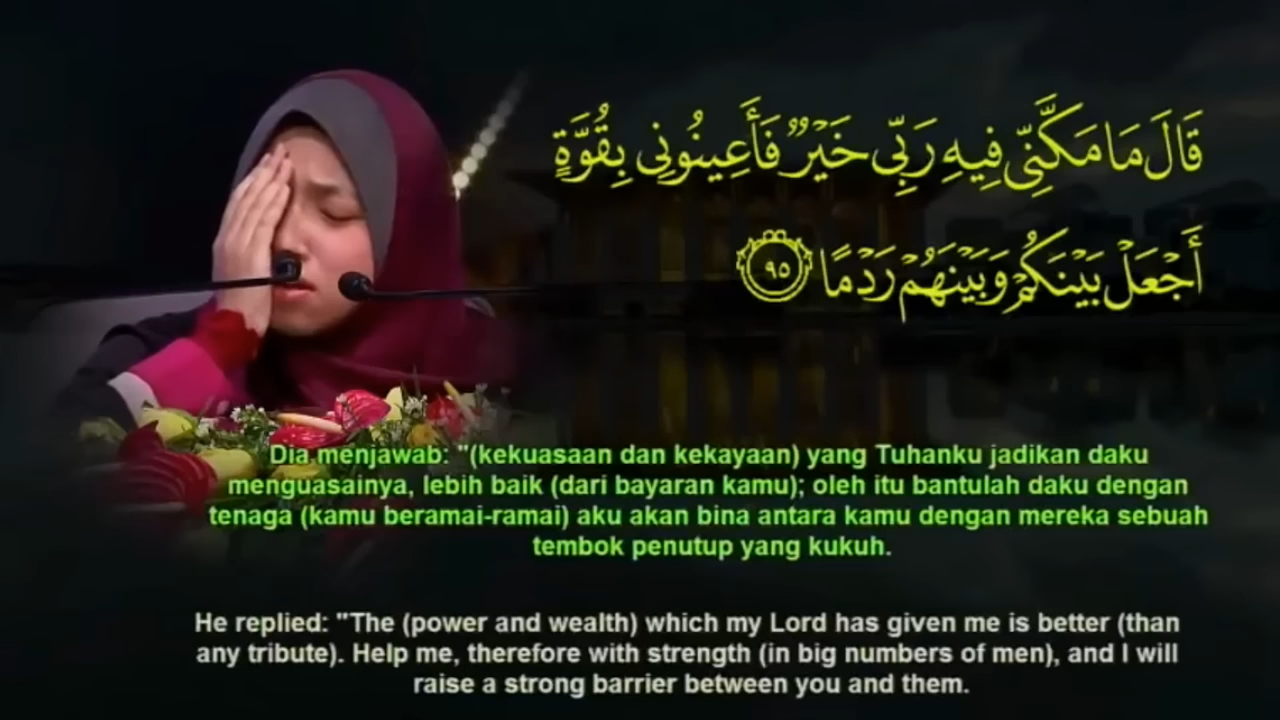 قَالَ مَا مَكَّنِّي فِيهِ رَبِّي خَيْرٌ فَأَعِينُونِي بِقُوَّةٍ
أَجْعَلْ بَيْنَكُمْ وَبَيْنَهُمْ رَدْمًا ٩٥
Dia menjawab: "(kekuasaan dan kekayaan) yang Tuhanku jadikan daku
menguasainya, lebih baik (dari bayaran kamu); oleh itu bantulah daku dengan
tenaga (kamu beramai-ramai) aku akan bina antara kamu dengan mereka sebuah
tembok penutup yang kukuh.
He replied: "The (power and wealth) which my Lord has given me is better (than
any tribute). Help me, therefore with strength (in big numbers of men), and I will
raise a strong barrier between you and them.